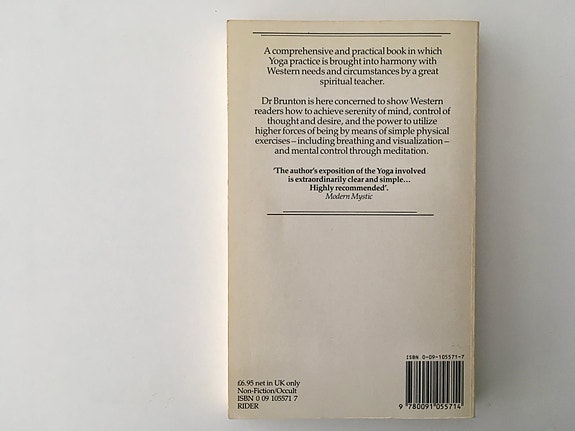 A comprehensive and practical book in which
Yoga practice is brought into harmony with
Western needs and circumstances by a great
spiritual teacher.
Dr Brunton is here concerned to show Western
readers how to achieve serenity of mind, control of
thought and desire, and the power to utilize
higher forces of being by means of simple physical
exercises – including breathing and visualization –
and mental control through meditation.
'The author's exposition of the Yoga involved
is extraordinarily clear and simple...
Highly recommended'.
Modern Mystic
£6.95 net in UK only
Non-Fiction/Occult
ISBN 0 09 105571 7
RIDER
ISBN 0-09-105571-7
9 780091 055714